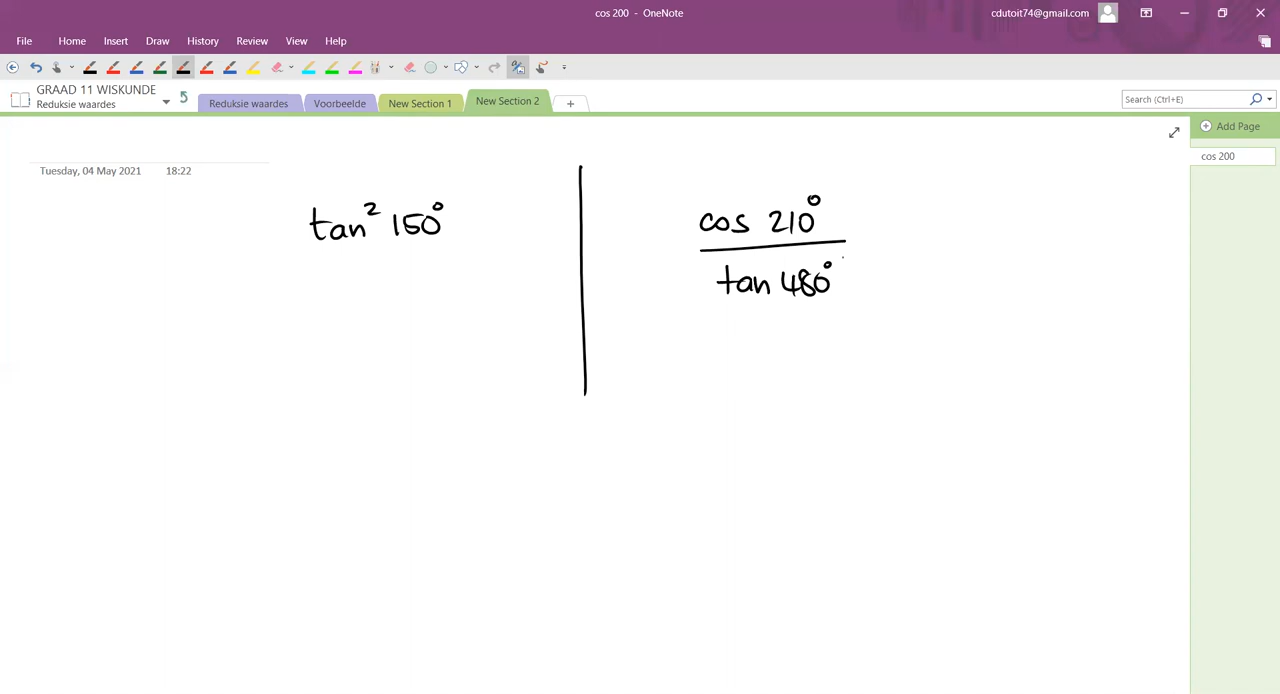 cos 200 - OneNote
cdutoit74@gmail.com
File Home Insert Draw History Review View Help
GRAAD 11 WISKUNDE
Reduksie waardes
Reduksie waardes Voorbeelde New Section 1 New Section 2 +
Search (Ctrl+E)
Add Page
cos 200
Tuesday, 04 May 2021 18:22
tan² 150°
cos 210°
tan 480°